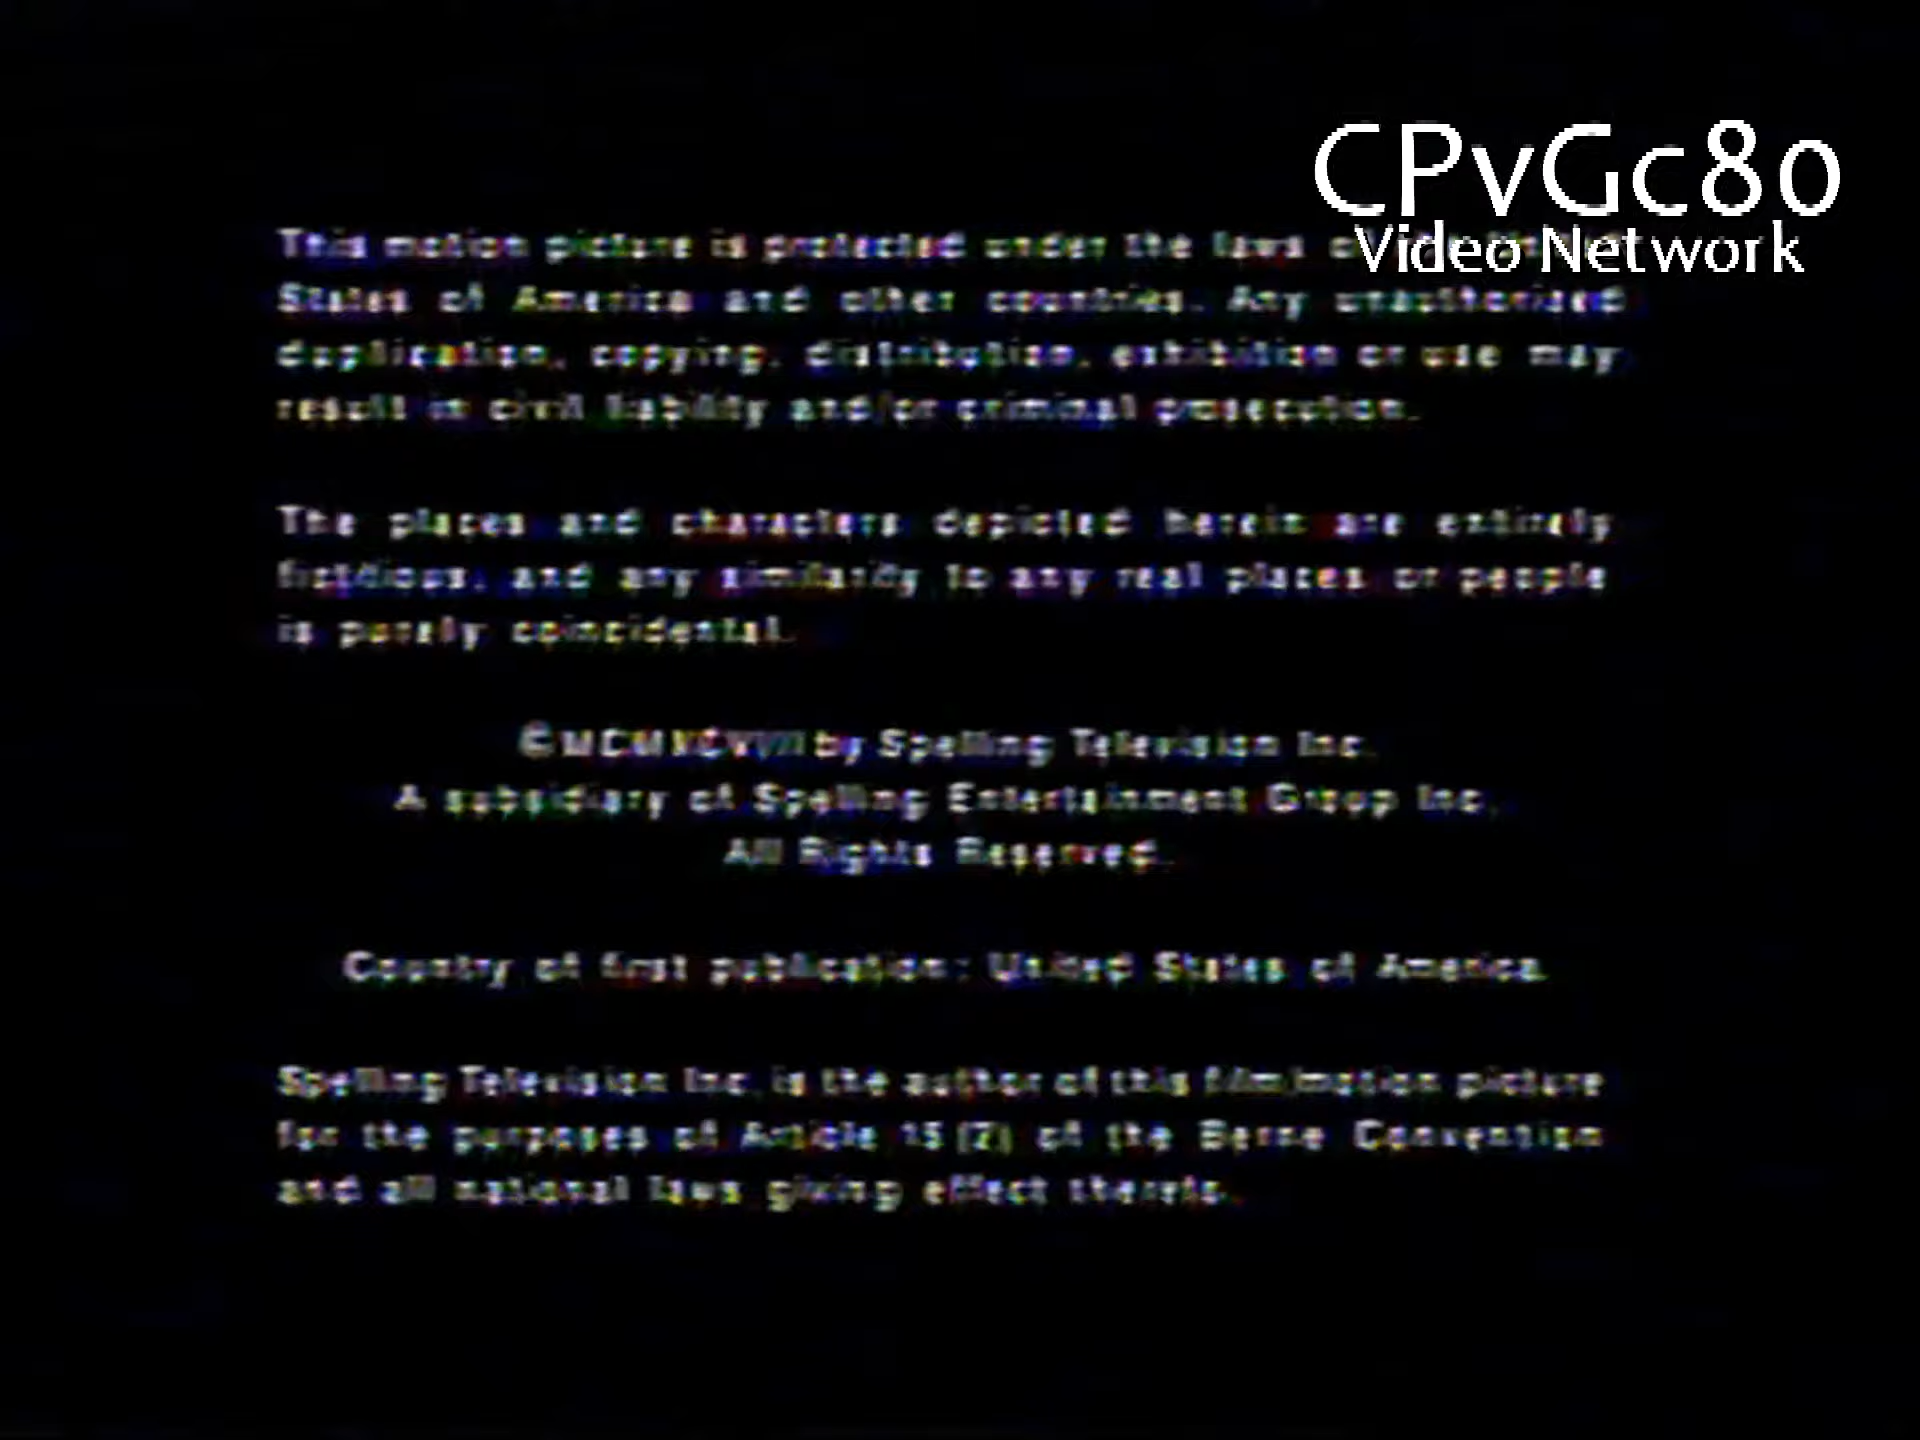 CPvGc80
Video Network
This motion picture is protected under the laws
States of America and other countries. Any unauthorized
duplication, copying, distribution, exhibition or use may
result in civil liability and/or criminal prosecution.
The places and characters depicted herein are entirely
fictitious, and any similarity to any real places or people
is purely coincidental.
© MCMXCVIII by Spelling Television Inc.
A subsidiary of Spelling Entertainment Group Inc.
All Rights Reserved.
Country of first publication: United States of America
Spelling Television Inc. is the author of this film/motion picture
for the purposes of Article 15 (2) of the Berne Convention
and all national laws giving effect thereto.